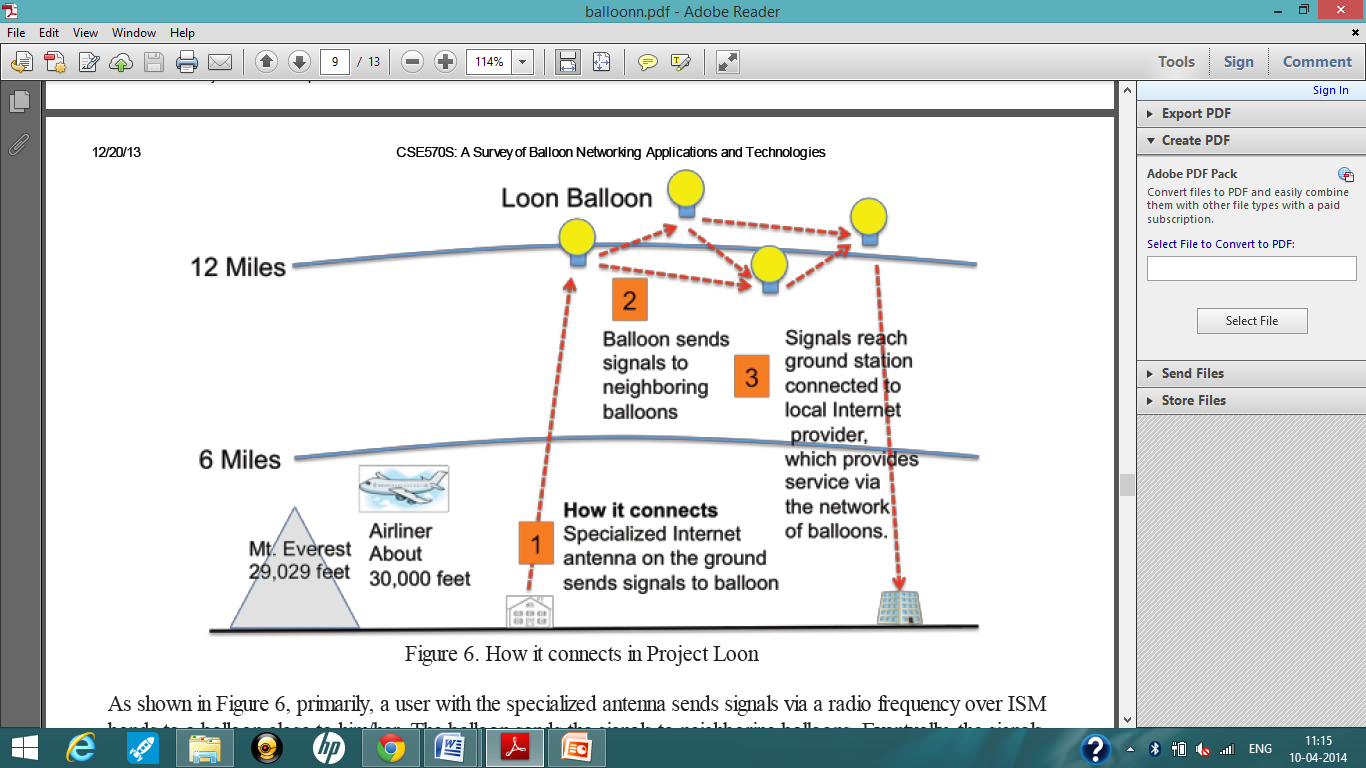 balloonn.pdf - Adobe Reader
File Edit View Window Help
9 / 13 114% Tools Sign Comment
Sign In
Export PDF
Create PDF
Adobe PDF Pack
Convert files to PDF and easily combine
them with other file types with a paid
subscription.
Select File to Convert to PDF:
Select File
Send Files
Store Files
12/20/13 CSE570S: A Survey of Balloon Networking Applications and Technologies
Loon Balloon
12 Miles
2
Balloon sends
signals to
neighboring
balloons
3
Signals reach
ground station
connected to
local Internet
provider,
which provides
service via
the network
of balloons.
6 Miles
Mt. Everest
29,029 feet
Airliner
About
30,000 feet
1
How it connects
Specialized Internet
antenna on the ground
sends signals to balloon
Figure 6. How it connects in Project Loon
As shown in Figure 6, primarily, a user with the specialized antenna sends signals via a radio frequency over ISM
hp
ENG
11:15
10-04-2014